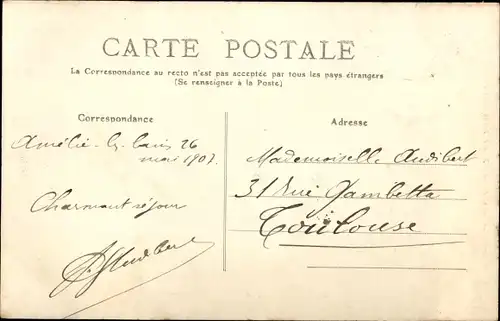 CARTE POSTALE
La Correspondance au recto n'est pas acceptée par tous les pays étrangers
(Se renseigner à la Poste)
Correspondance
Amélie-les-bains 26
mai 1907.
Charmant séjour
Adresse
Mademoiselle Audibert
31 Rue Gambetta
Toulouse